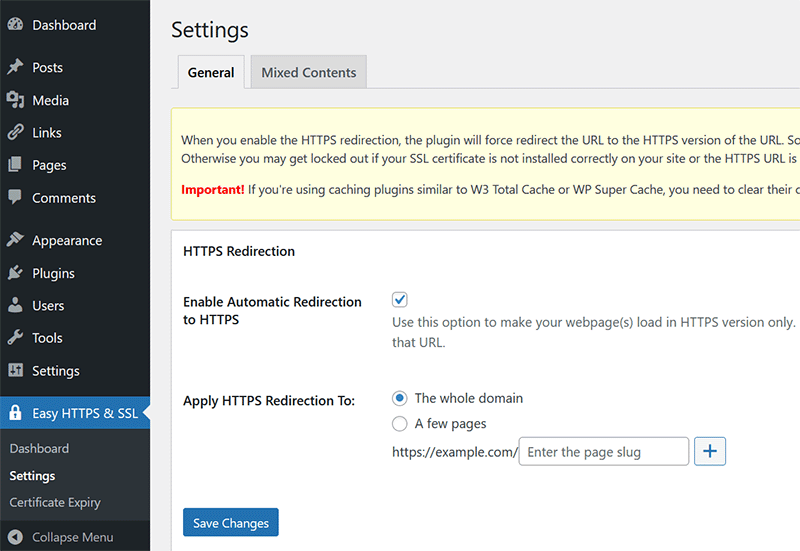 Dashboard
Posts
Media
Links
Pages
Comments
Appearance
Plugins
Users
Tools
Settings
Easy HTTPS & SSL
Dashboard
Settings
Certificate Expiry
Collapse Menu
Settings
General
Mixed Contents
When you enable the HTTPS redirection, the plugin will force redirect the URL to the HTTPS version of the URL. So
Otherwise you may get locked out if your SSL certificate is not installed correctly on your site or the HTTPS URL is
Important! If you're using caching plugins similar to W3 Total Cache or WP Super Cache, you need to clear their
HTTPS Redirection
Enable Automatic Redirection
to HTTPS
Use this option to make your webpage(s) load in HTTPS version only.
that URL.
Apply HTTPS Redirection To:
The whole domain
A few pages
https://example.com/ Enter the page slug +
Save Changes